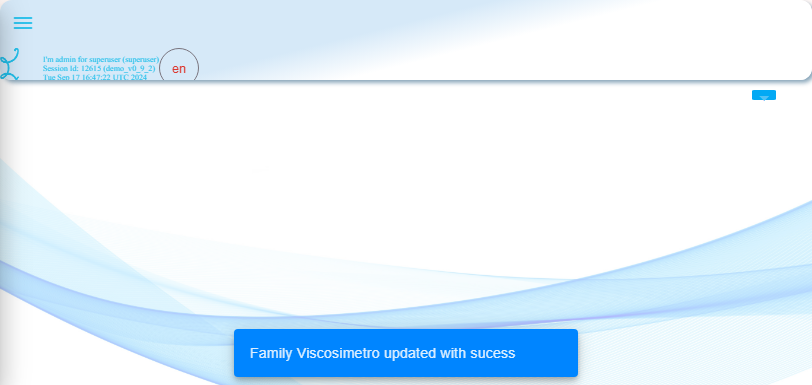 I'm admin for superuser (superuser)
Session Id: 12615 (demo_v0_9_2)
Tue Sep 17 16:47:22 UTC 2024
en
Family Viscosimetro updated with sucess